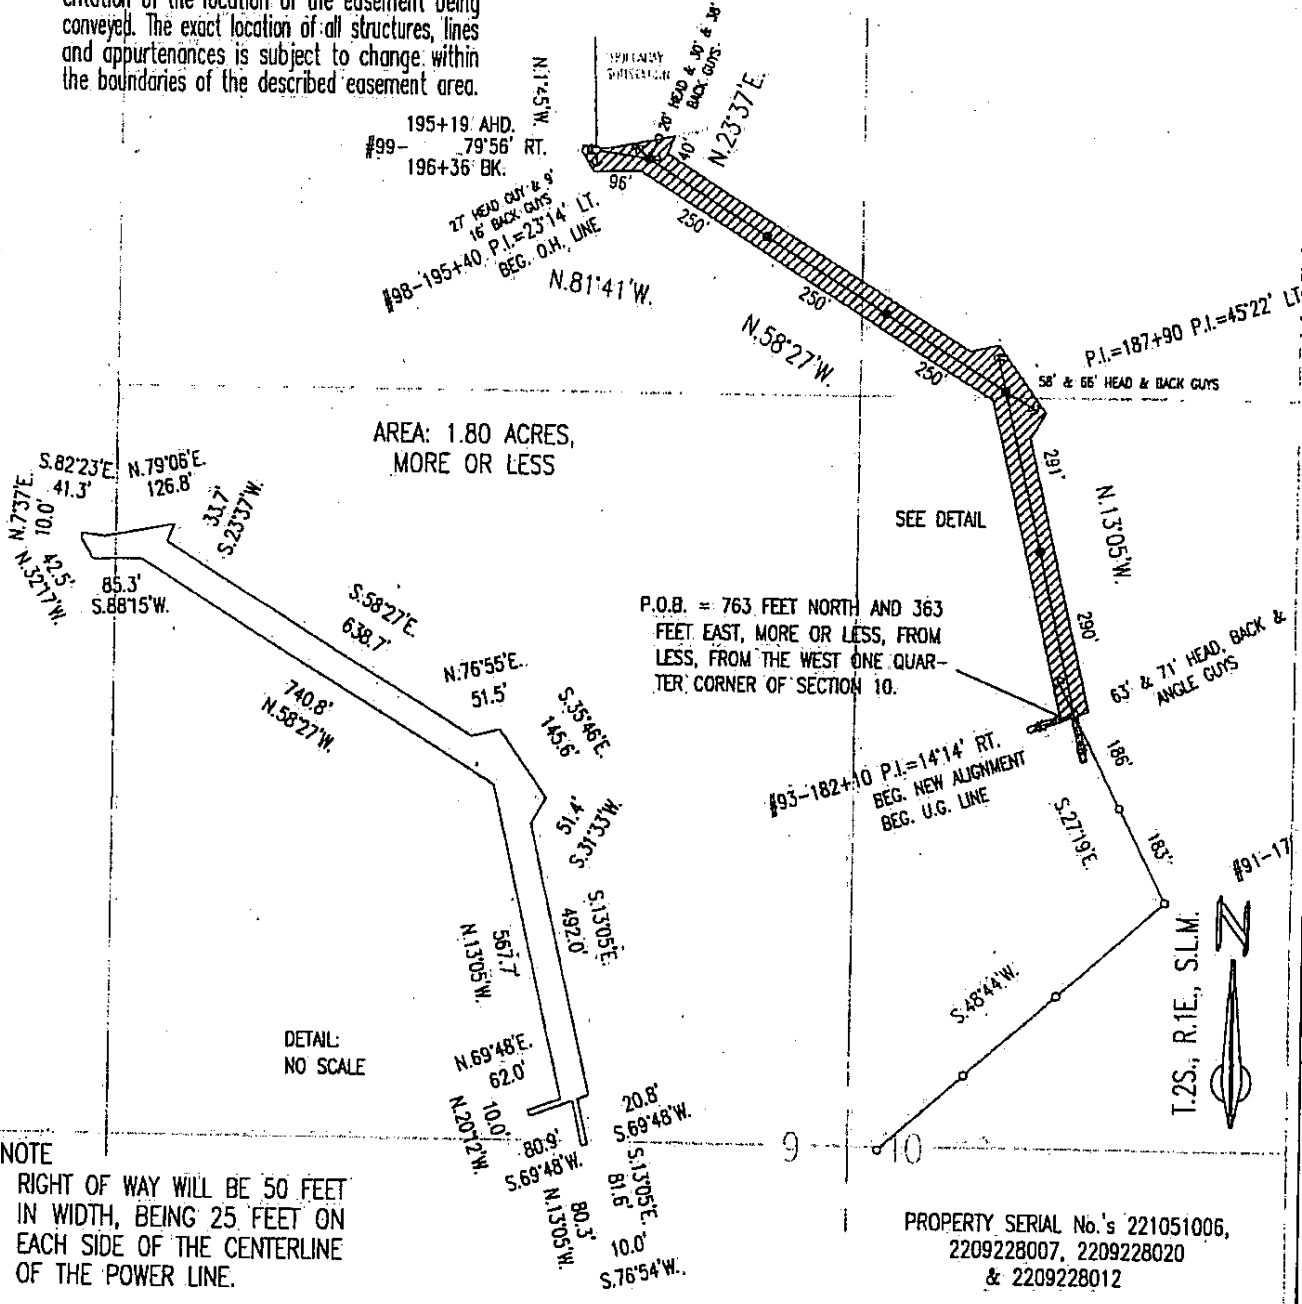 entation of the location of the easement being
conveyed. The exact location of all structures, lines
and appurtenances is subject to change within
the boundaries of the described easement area.
N.1°45'W.
20' HEAD & 30' & 38'
BACK GUYS.
40'
N.23°37'E.
195+19 AHD.
#99- 79°56' RT.
196+36 BK.
96'
27' HEAD GUY & 9'
16' BACK GUYS
#98-195+40 P.I.=23°14' LT.
BEG. O.H. LINE
N.81°41'W.
250'
250'
250'
N.58°27'W.
P.I.=187+90 P.I.=45°22' LT
58' & 66' HEAD & BACK GUYS
AREA: 1.80 ACRES,
MORE OR LESS
291'
N.13°05'W.
SEE DETAIL
290'
P.O.B. = 763 FEET NORTH AND 363
FEET EAST, MORE OR LESS, FROM
LESS, FROM THE WEST ONE QUAR-
TER CORNER OF SECTION 10.
63' & 71' HEAD, BACK &
ANGLE GUYS
#93-182+10 P.I.=14°14' RT.
BEG. NEW ALIGNMENT
BEG. U.G. LINE
186'
S.27°19'E.
183'
#91-17
S.48°44'W.
T.2S., R.1E., S.L.M.
N
S.82°23'E.
41.3'
N.79°06'E.
126.8'
N.7°37'E.
10.0'
42.5'
N.32°17'W.
33.7'
S.23°37'W.
85.3'
S.88°15'W.
S.58°27'E.
638.7'
740.8'
N.58°27'W.
N.76°55'E.
51.5'
S.35°46'E.
145.6'
51.4'
S.31°33'W.
S.13°05'E.
492.0'
567.7'
N.13°05'W.
DETAIL:
NO SCALE
N.69°48'E.
62.0'
10.0'
N.20°12'W.
80.9'
S.69°48'W.
20.8'
S.69°48'W.
S.13°05'E.
81.6'
80.3'
N.13°05'W.
10.0'
S.76°54'W.
9 10
NOTE
RIGHT OF WAY WILL BE 50 FEET
IN WIDTH, BEING 25 FEET ON
EACH SIDE OF THE CENTERLINE
OF THE POWER LINE.
PROPERTY SERIAL No.'s 221051006,
2209228007, 2209228020
& 2209228012